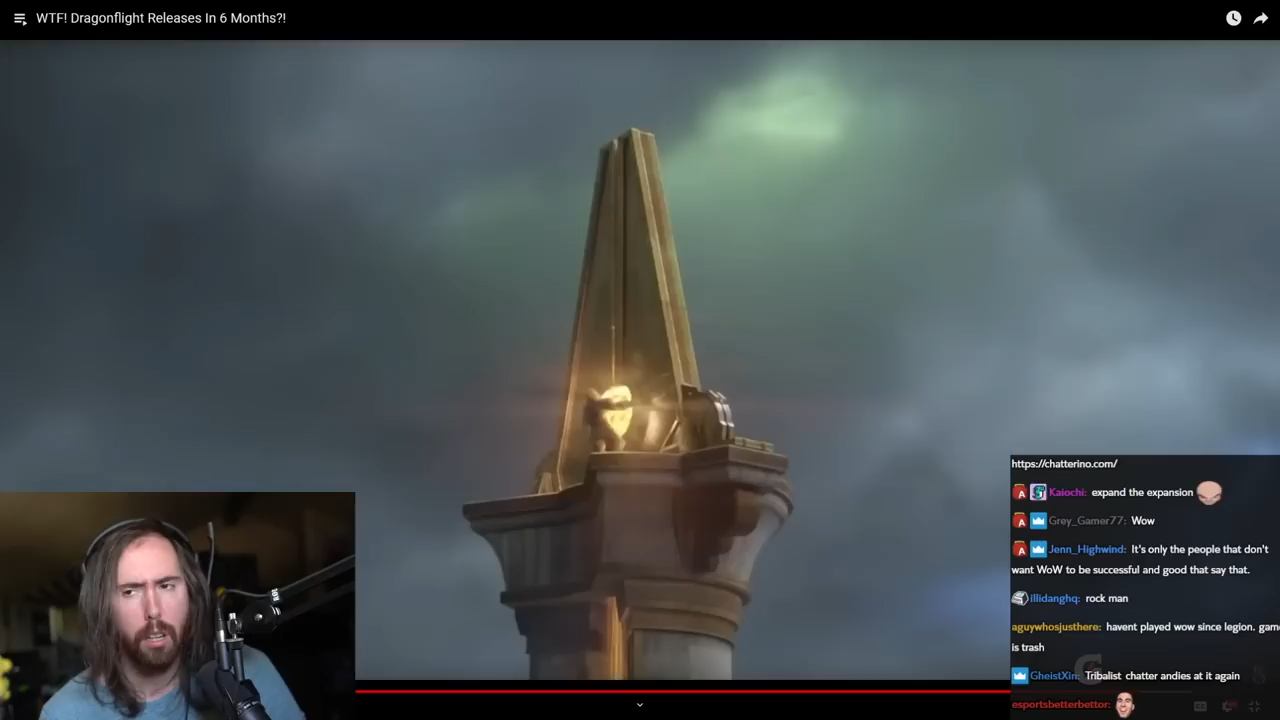 WTF! Dragonflight Releases In 6 Months?!
https://chatterino.com/
Kaiochi: expand the expansion
Grey_Gamer77: Wow
Jenn_Highwind: It's only the people that don't
want WoW to be successful and good that say that.
illidanghq: rock man
aguywhosjusthere: havent played wow since legion. game
is trash
GheistXin: Tribalist chatter andies at it again
esportsbetterbettor: